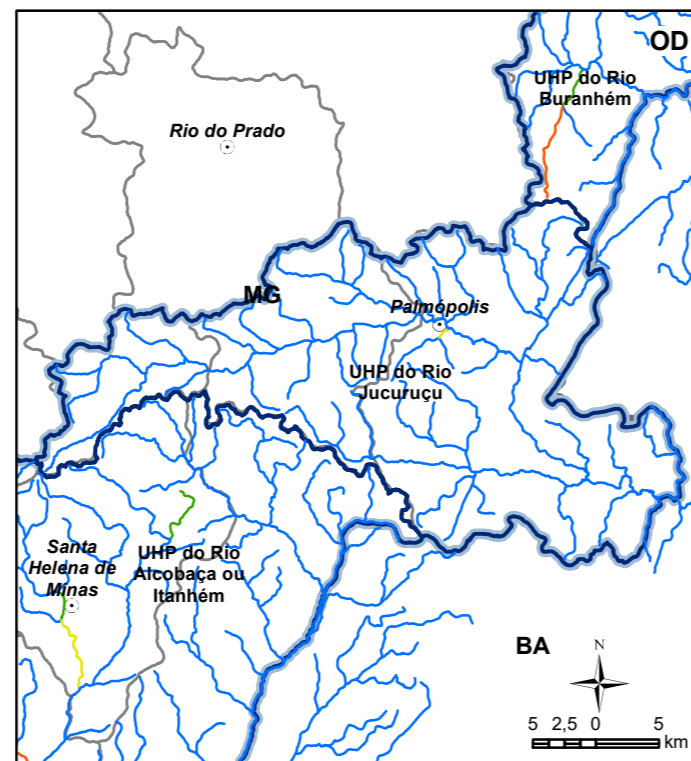 OD
UHP do Rio
Buranhém
Rio do Prado
MG
Palmópolis
UHP do Rio
Jucuruçu
Santa
Helena de
Minas
UHP do Rio
Alcobaça ou
Itanhém
BA
N
5 2,5 0 5
km